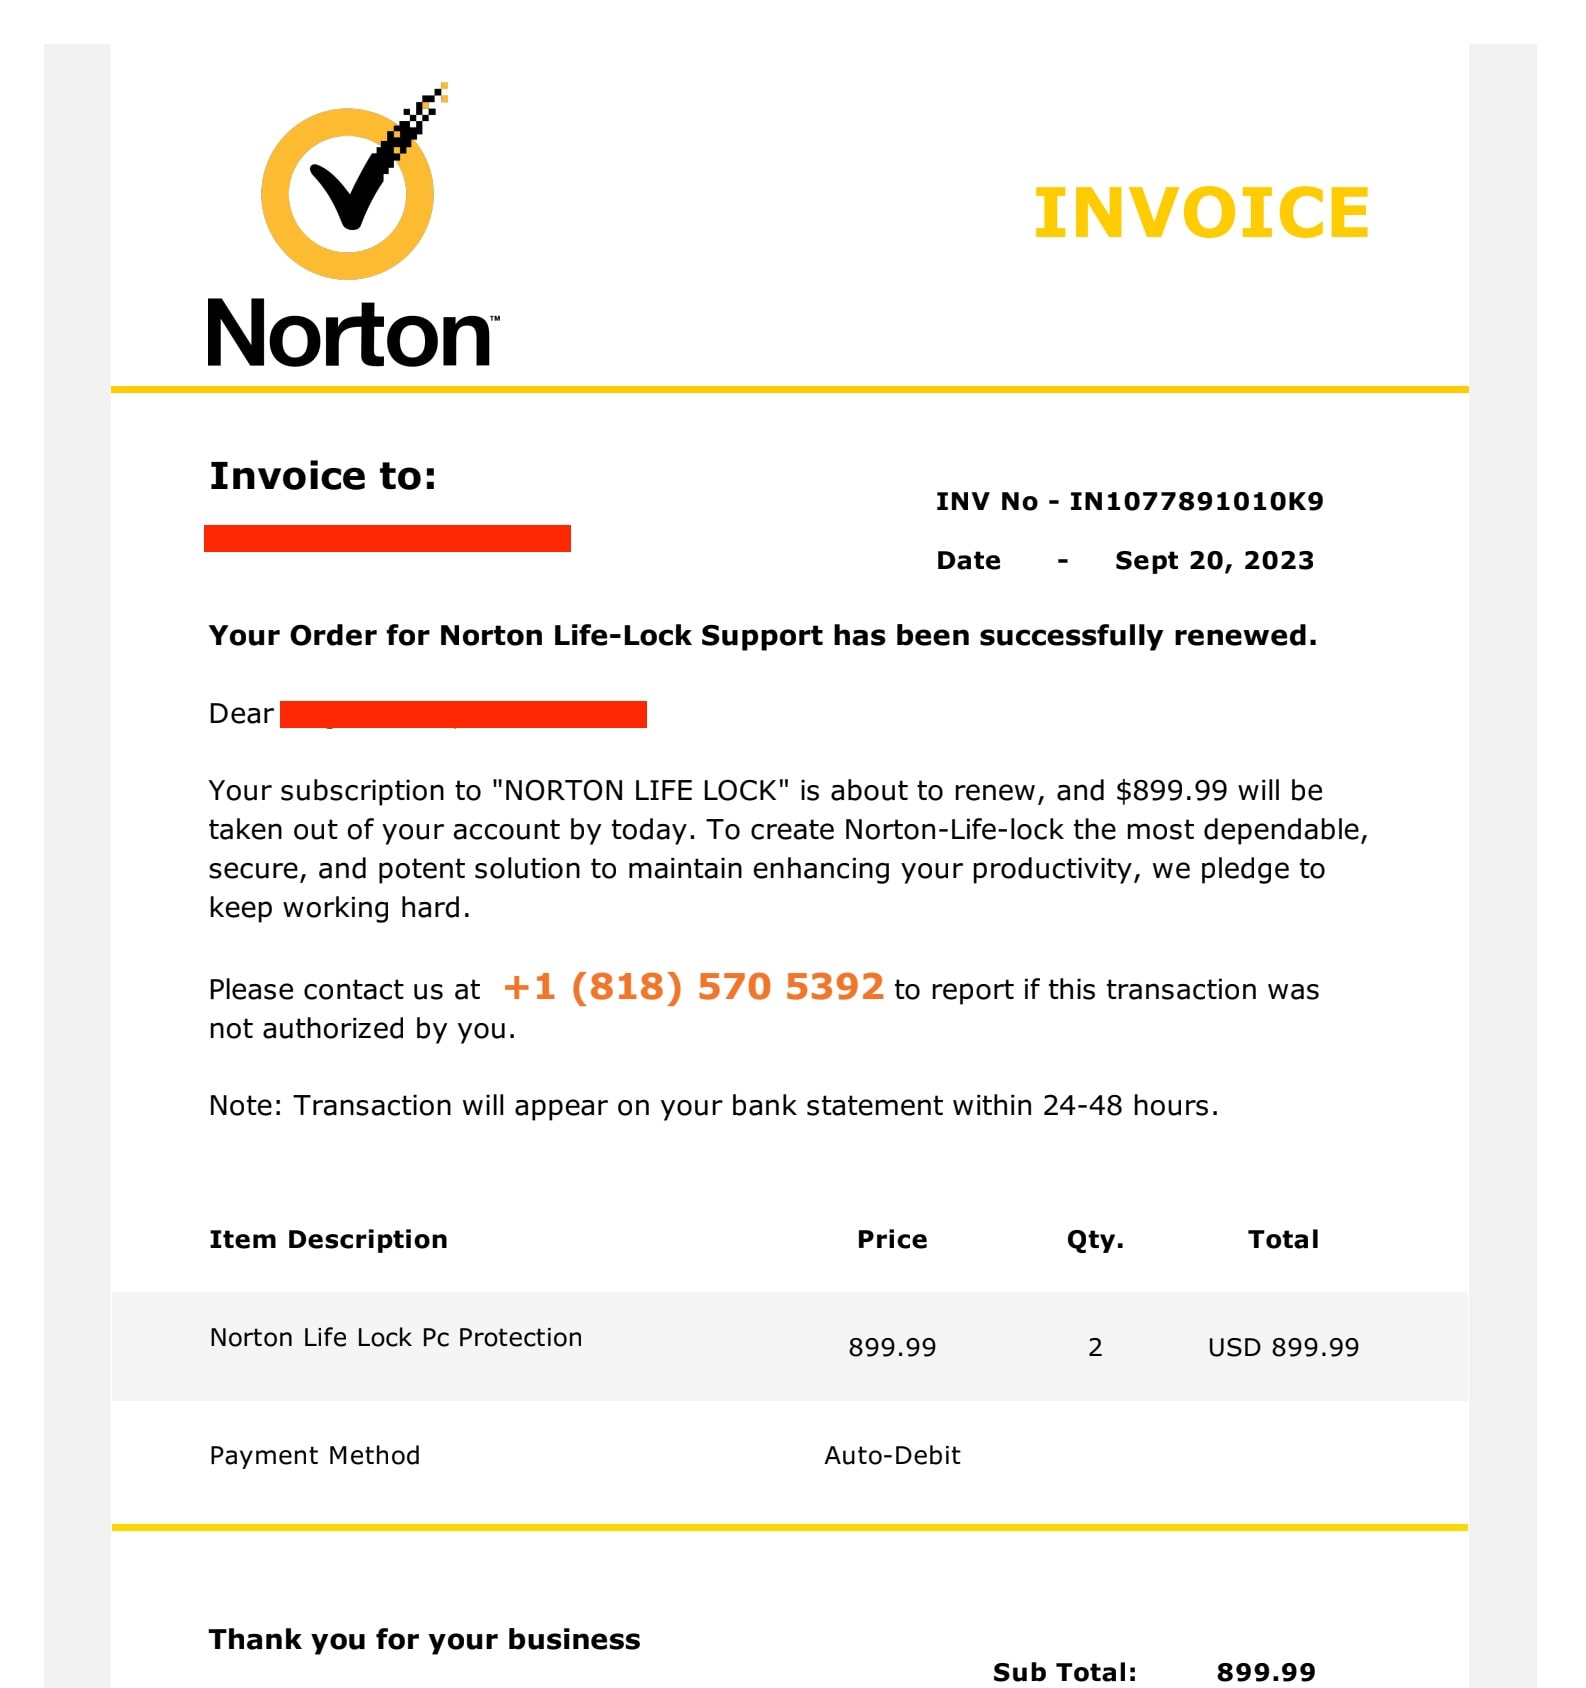 INVOICE
Norton™
Invoice to:
INV No - IN1077891010K9
Date - Sept 20, 2023
Your Order for Norton Life-Lock Support has been successfully renewed.
Dear
Your subscription to "NORTON LIFE LOCK" is about to renew, and $899.99 will be
taken out of your account by today. To create Norton-Life-lock the most dependable,
secure, and potent solution to maintain enhancing your productivity, we pledge to
keep working hard.
Please contact us at +1 (818) 570 5392 to report if this transaction was
not authorized by you.
Note: Transaction will appear on your bank statement within 24-48 hours.
Item Description Price Qty. Total
Norton Life Lock Pc Protection 899.99 2 USD 899.99
Payment Method Auto-Debit
Thank you for your business
Sub Total: 899.99